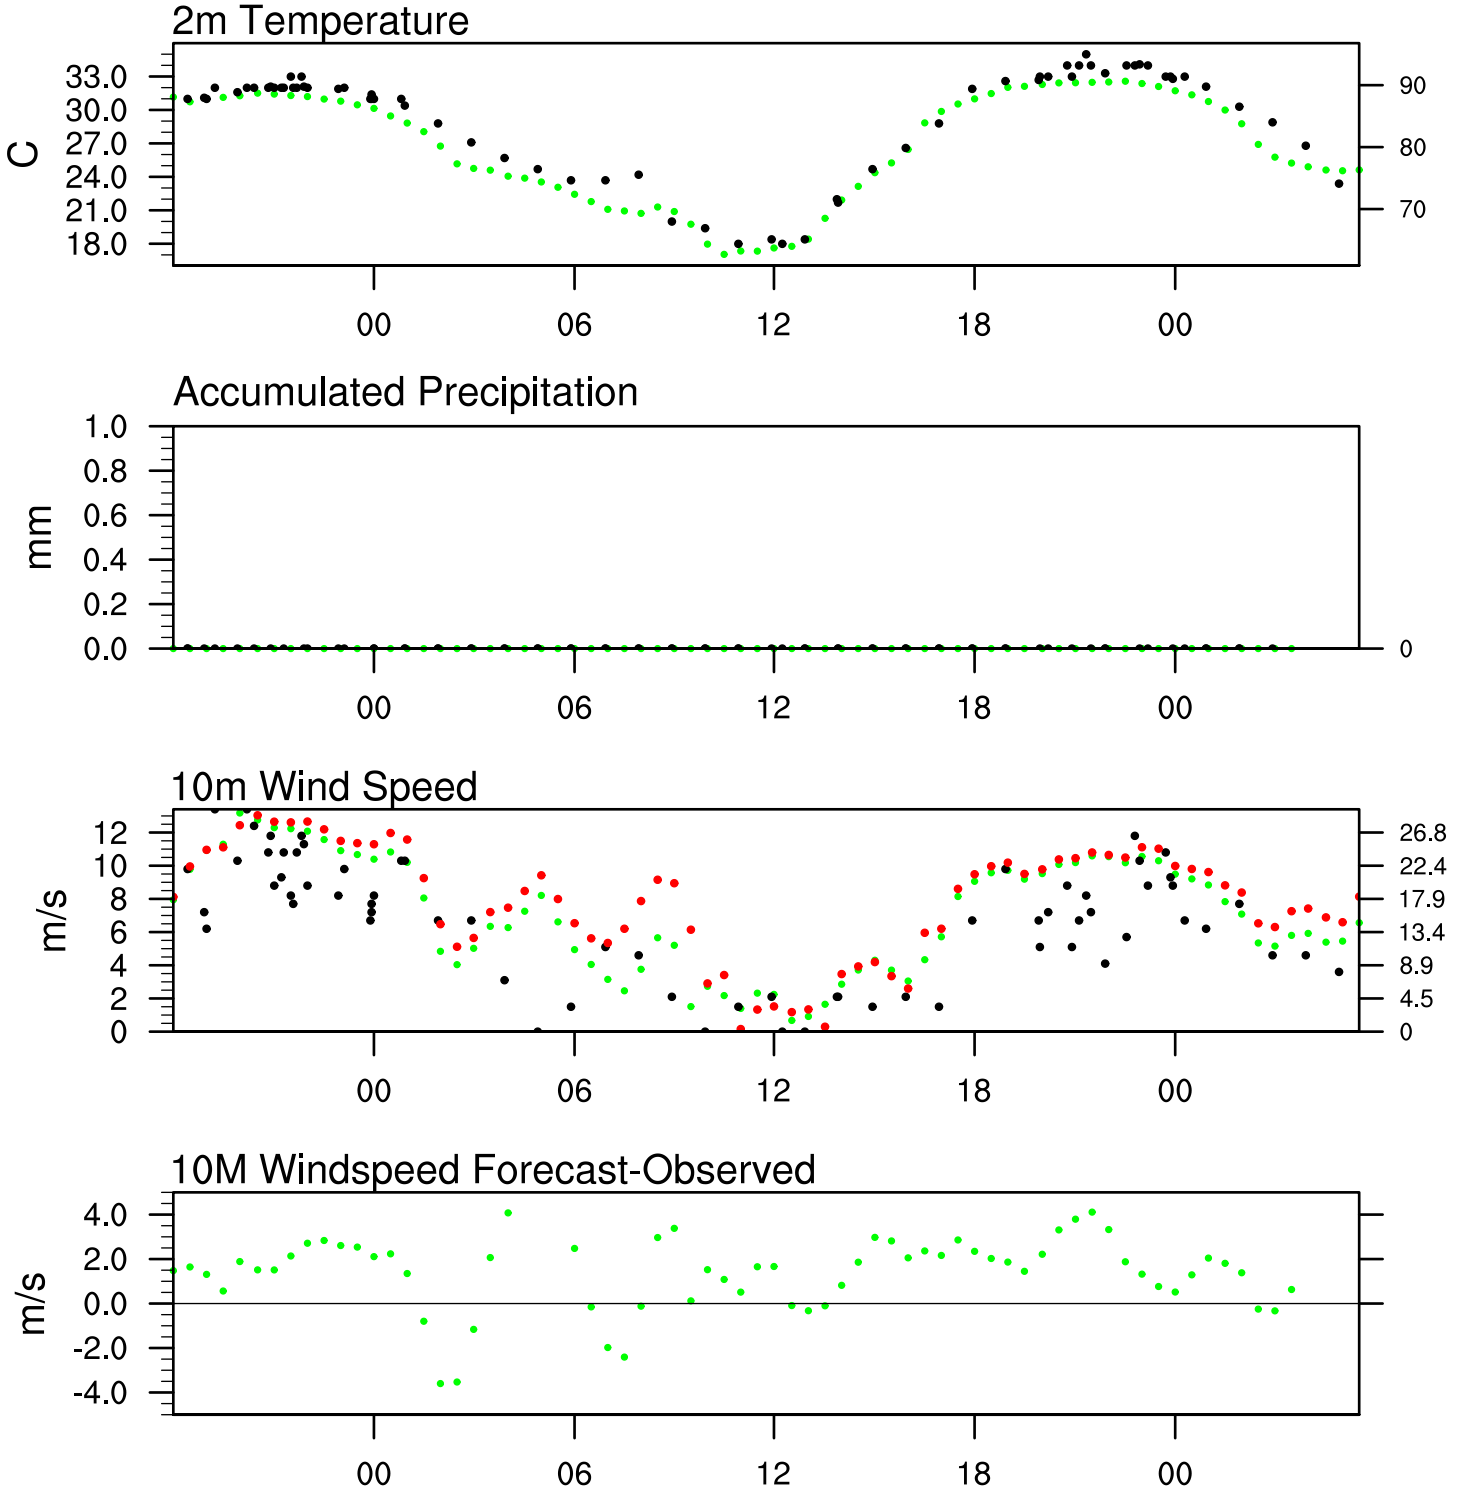 2m Temperature
33.0
30.0
27.0
24.0
21.0
18.0
C
90
80
70
00 06 12 18 00
Accumulated Precipitation
1.0
0.8
0.6
0.4
0.2
0.0
mm
0
00 06 12 18 00
10m Wind Speed
12
10
8
6
4
2
0
m/s
26.8
22.4
17.9
13.4
8.9
4.5
0
00 06 12 18 00
10M Windspeed Forecast-Observed
4.0
2.0
0.0
-2.0
-4.0
m/s
00 06 12 18 00